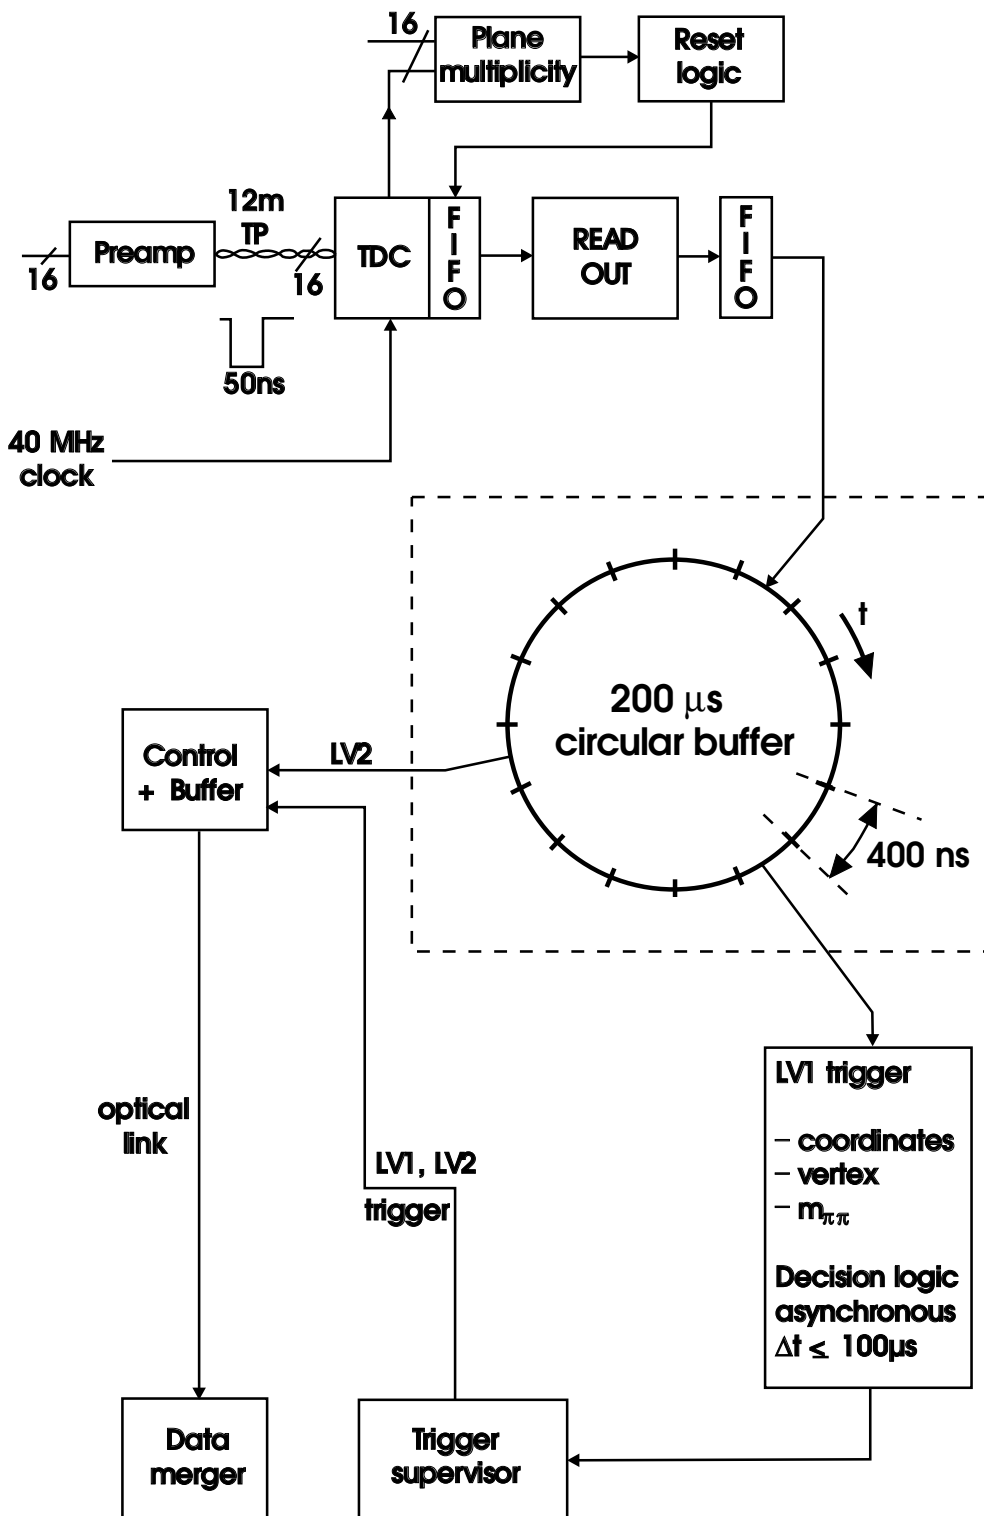 16
Plane
multiplicity
Reset
logic
12m
TP
16
Preamp
16
TDC
F
I
F
O
READ
OUT
F
I
F
O
50ns
40 MHz
clock
t
200 μs
circular buffer
400 ns
Control
+ Buffer
LV2
optical
link
LV1, LV2
trigger
LV1 trigger
– coordinates
– vertex
– mππ
Decision logic
asynchronous
Δt ≤ 100μs
Data
merger
Trigger
supervisor